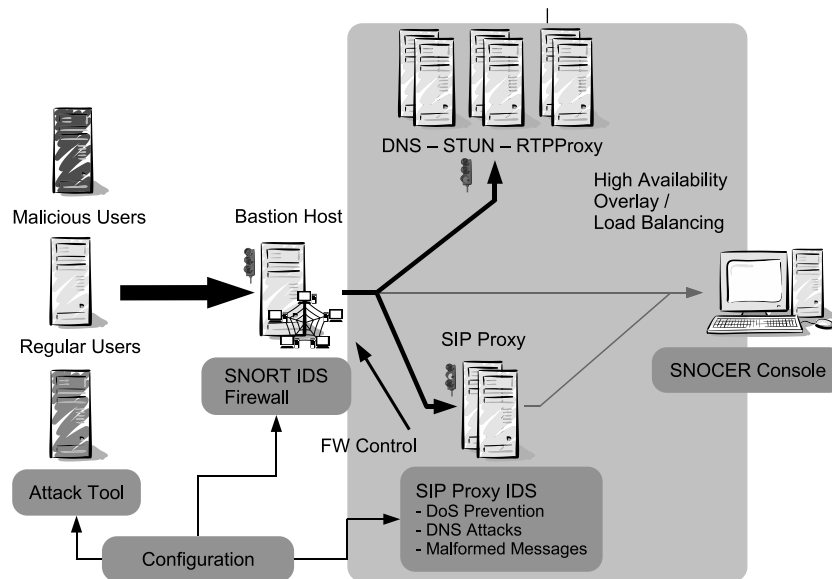 DNS – STUN – RTPProxy
High Availability
Overlay /
Load Balancing
Malicious Users
Bastion Host
Regular Users
SIP Proxy
SNORT IDS
Firewall
SNOCER Console
FW Control
Attack Tool
SIP Proxy IDS
- DoS Prevention
- DNS Attacks
- Malformed Messages
Configuration